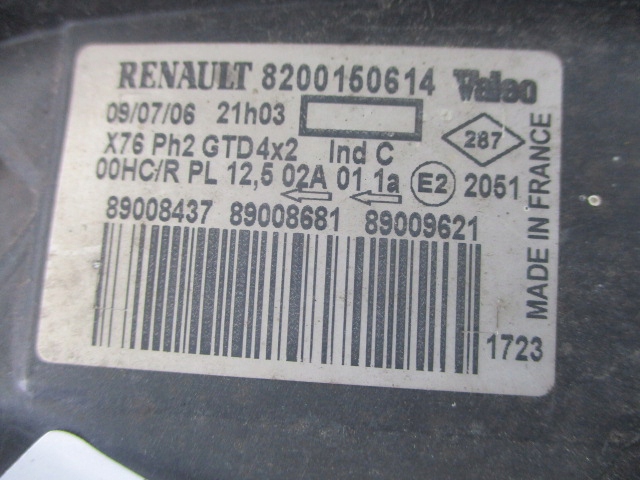 RENAULT 8200150614 Valeo
09/07/06 21h03
X76 Ph2 GTD4x2 Ind C
287
00HC/R PL 12,5 02A 01 1a E2 2051
89008437 89008681 89009621
MADE IN FRANCE
1723